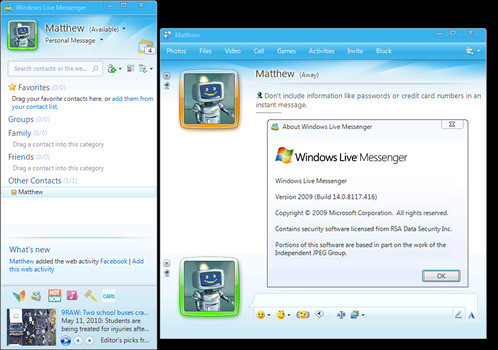 Windows Live Messenger
Matthew (Available)
Personal Message
4
Search contacts or the we...
Favorites (0/0)
Drag your favorite contacts here, or add them from
your contact list.
Groups (0/0)
Family (0/0)
Drag a contact into this category
Friends (0/0)
Drag a contact into this category
Other Contacts (1/1)
Matthew
What's new
Matthew added the web activity Facebook | Add
this web activity
HOT
NOW
CARS
9RAW: Two school buses cra...
May 11, 2010: Students are
being treated for injuries afte...
Editor's picks fr
Matthew
Photos Files Video Call Games Activities Invite Block
Matthew (Away)
Don't include information like passwords or credit card numbers in an
instant message.
About Windows Live Messenger
Windows Live Messenger
Windows Live Messenger
Version 2009 (Build 14.0.8117.416)
Copyright © 2009 Microsoft Corporation. All rights reserved.
Contains security software licensed from RSA Data Security Inc.
Portions of this software are based in part on the work of the
Independent JPEG Group.
OK